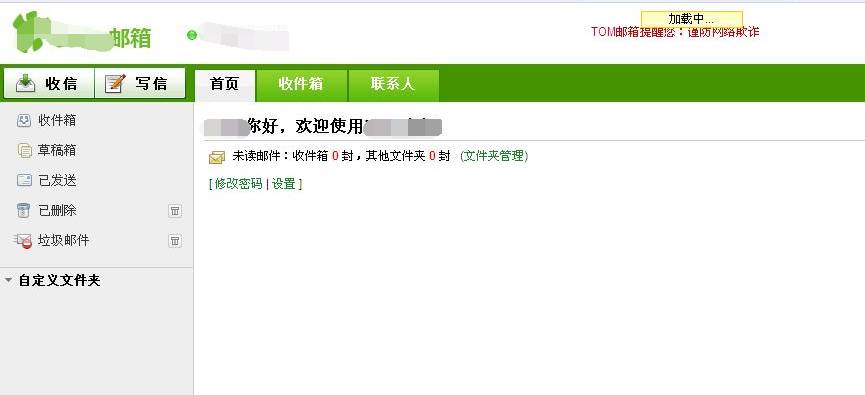 邮箱
加载中...
TOM邮箱提醒您：谨防网络欺诈
收信 写信 首页 收件箱 联系人
收件箱
草稿箱
已发送
已删除
垃圾邮件
自定义文件夹
你好，欢迎使用
未读邮件：收件箱 0 封，其他文件夹 0 封 (文件夹管理)
[ 修改密码 | 设置 ]